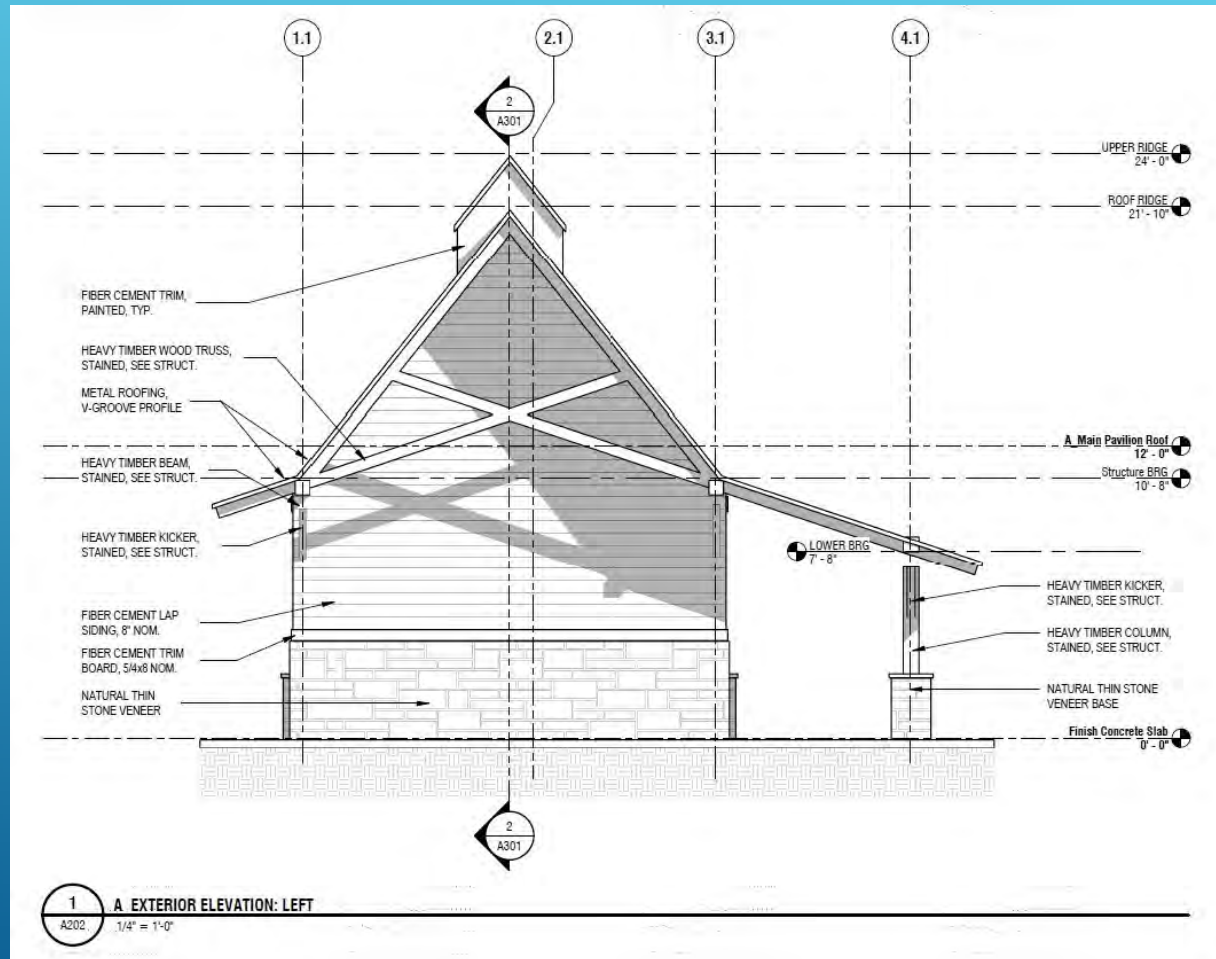 1.1
2.1
3.1
4.1
2
A301
UPPER RIDGE
24' - 0"
ROOF RIDGE
21' - 10"
FIBER CEMENT TRIM,
PAINTED, TYP.
HEAVY TIMBER WOOD TRUSS,
STAINED, SEE STRUCT.
METAL ROOFING,
V-GROOVE PROFILE
A Main Pavilion Roof
12' - 0"
HEAVY TIMBER BEAM,
STAINED, SEE STRUCT.
Structure BRG
10' - 8"
HEAVY TIMBER KICKER,
STAINED, SEE STRUCT.
LOWER BRG
7' - 8"
HEAVY TIMBER KICKER,
STAINED, SEE STRUCT.
FIBER CEMENT LAP
SIDING, 8" NOM.
HEAVY TIMBER COLUMN,
STAINED, SEE STRUCT.
FIBER CEMENT TRIM
BOARD, 5/4x8 NOM.
NATURAL THIN
STONE VENEER
NATURAL THIN STONE
VENEER BASE
Finish Concrete Slab
0' - 0"
2
A301
1
A202
A EXTERIOR ELEVATION: LEFT
1/4" = 1'-0"